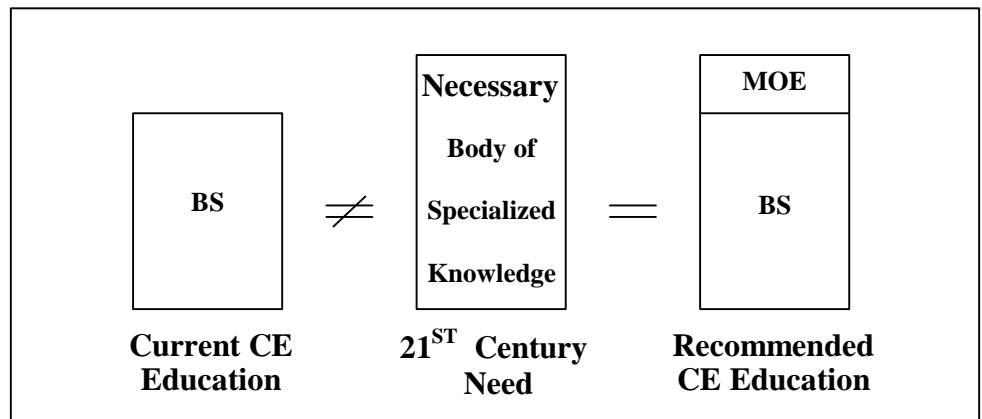 BS
Current CE
Education
≠
Necessary
Body of
Specialized
Knowledge
21ST Century
Need
=
MOE
BS
Recommended
CE Education